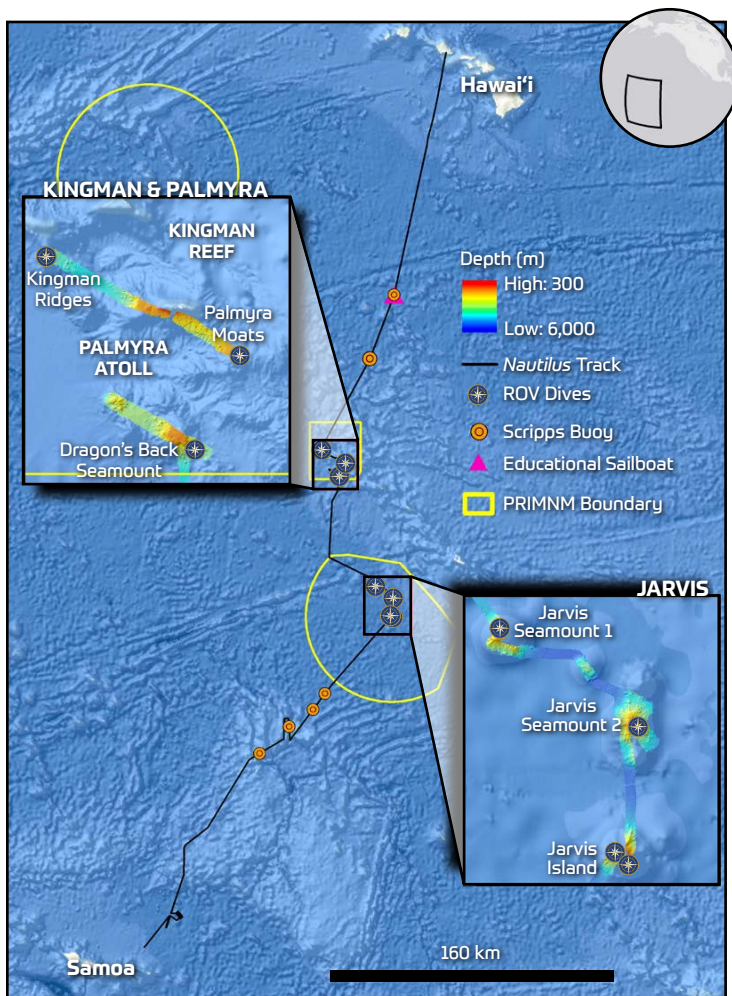 Hawai‘i
KINGMAN & PALMYRA
KINGMAN
REEF
Kingman
Ridges
Palmyra
Moats
PALMYRA
ATOLL
Dragon’s Back
Seamount
Depth (m)
High: 300
Low: 6,000
Nautilus Track
ROV Dives
Scripps Buoy
Educational Sailboat
PRIMNM Boundary
JARVIS
Jarvis
Seamount 1
Jarvis
Seamount 2
Jarvis
Island
160 km
Samoa